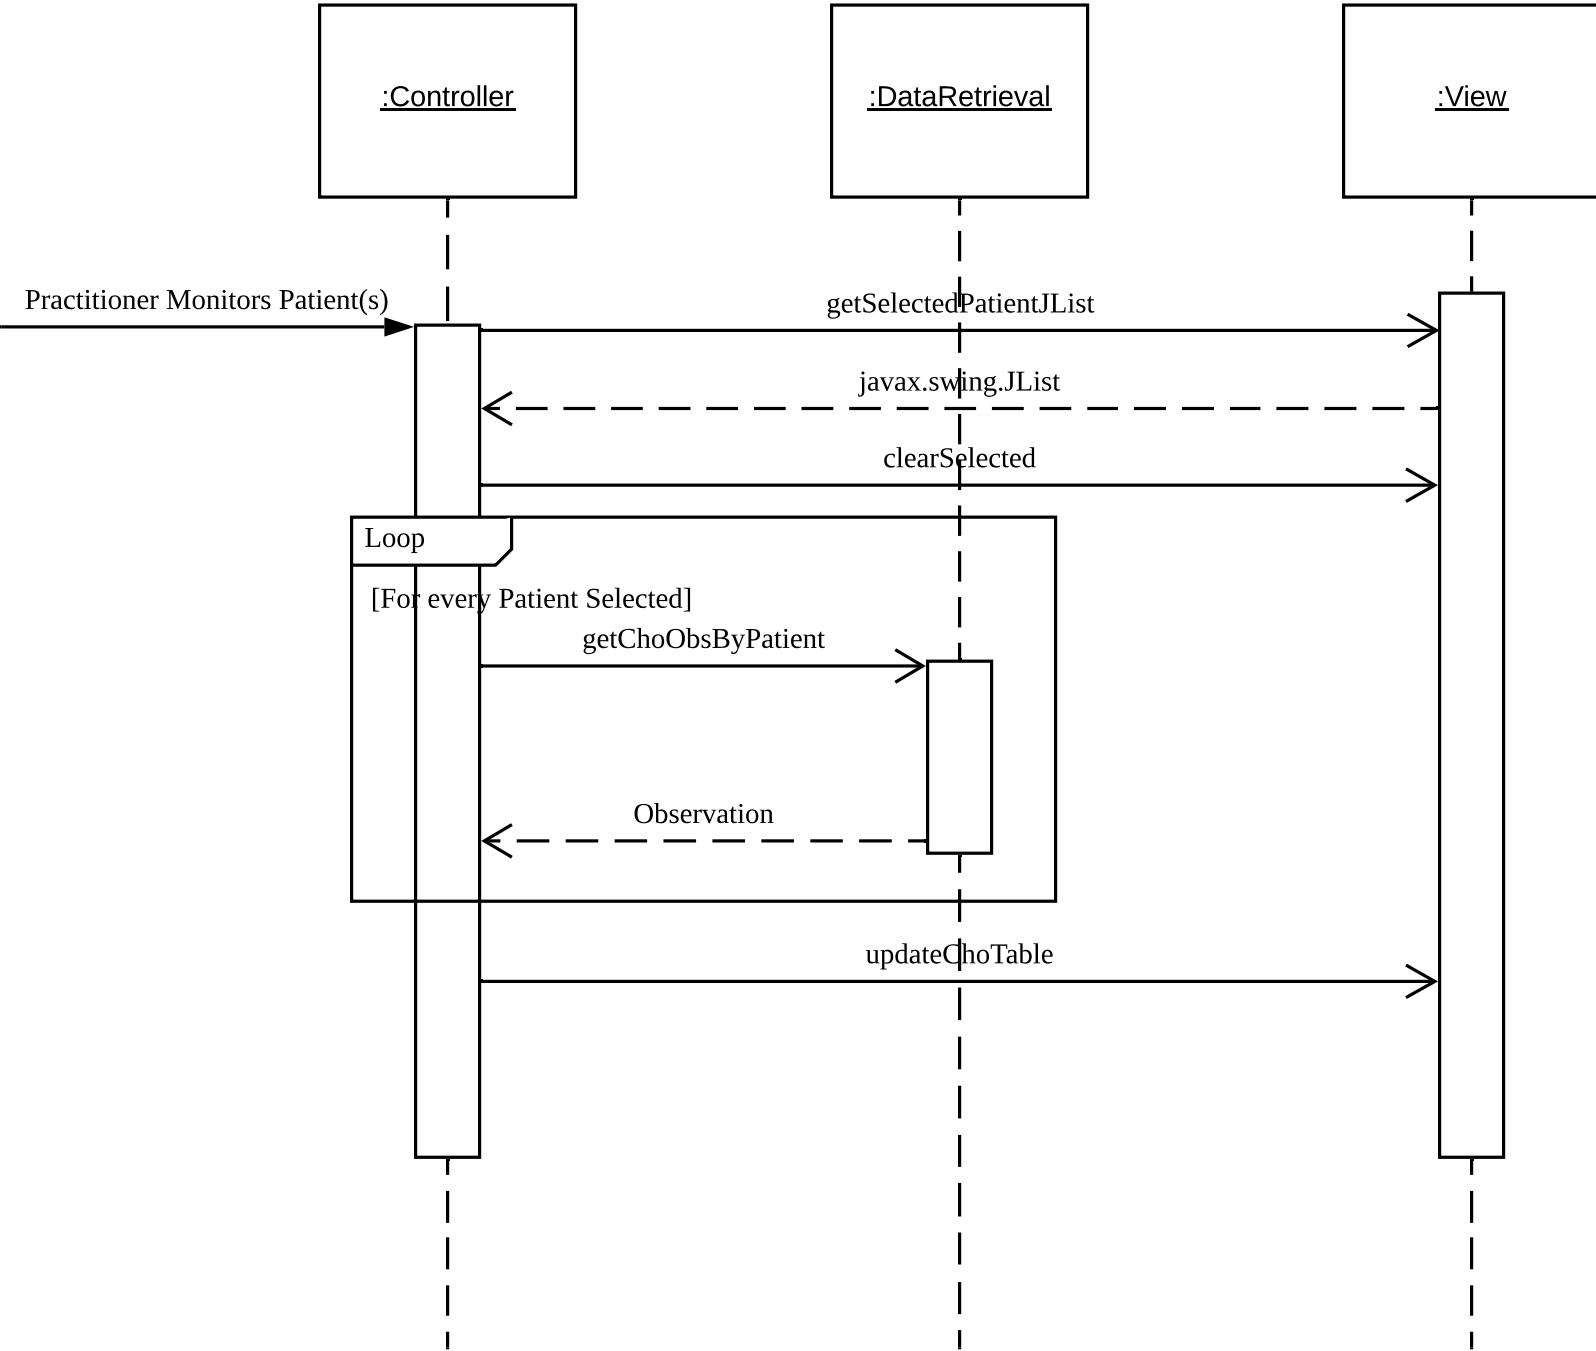 :Controller
:DataRetrieval
:View
Practitioner Monitors Patient(s)
getSelectedPatientJList
javax.swing.JList
clearSelected
Loop
[For every Patient Selected]
getChoObsByPatient
Observation
updateChoTable